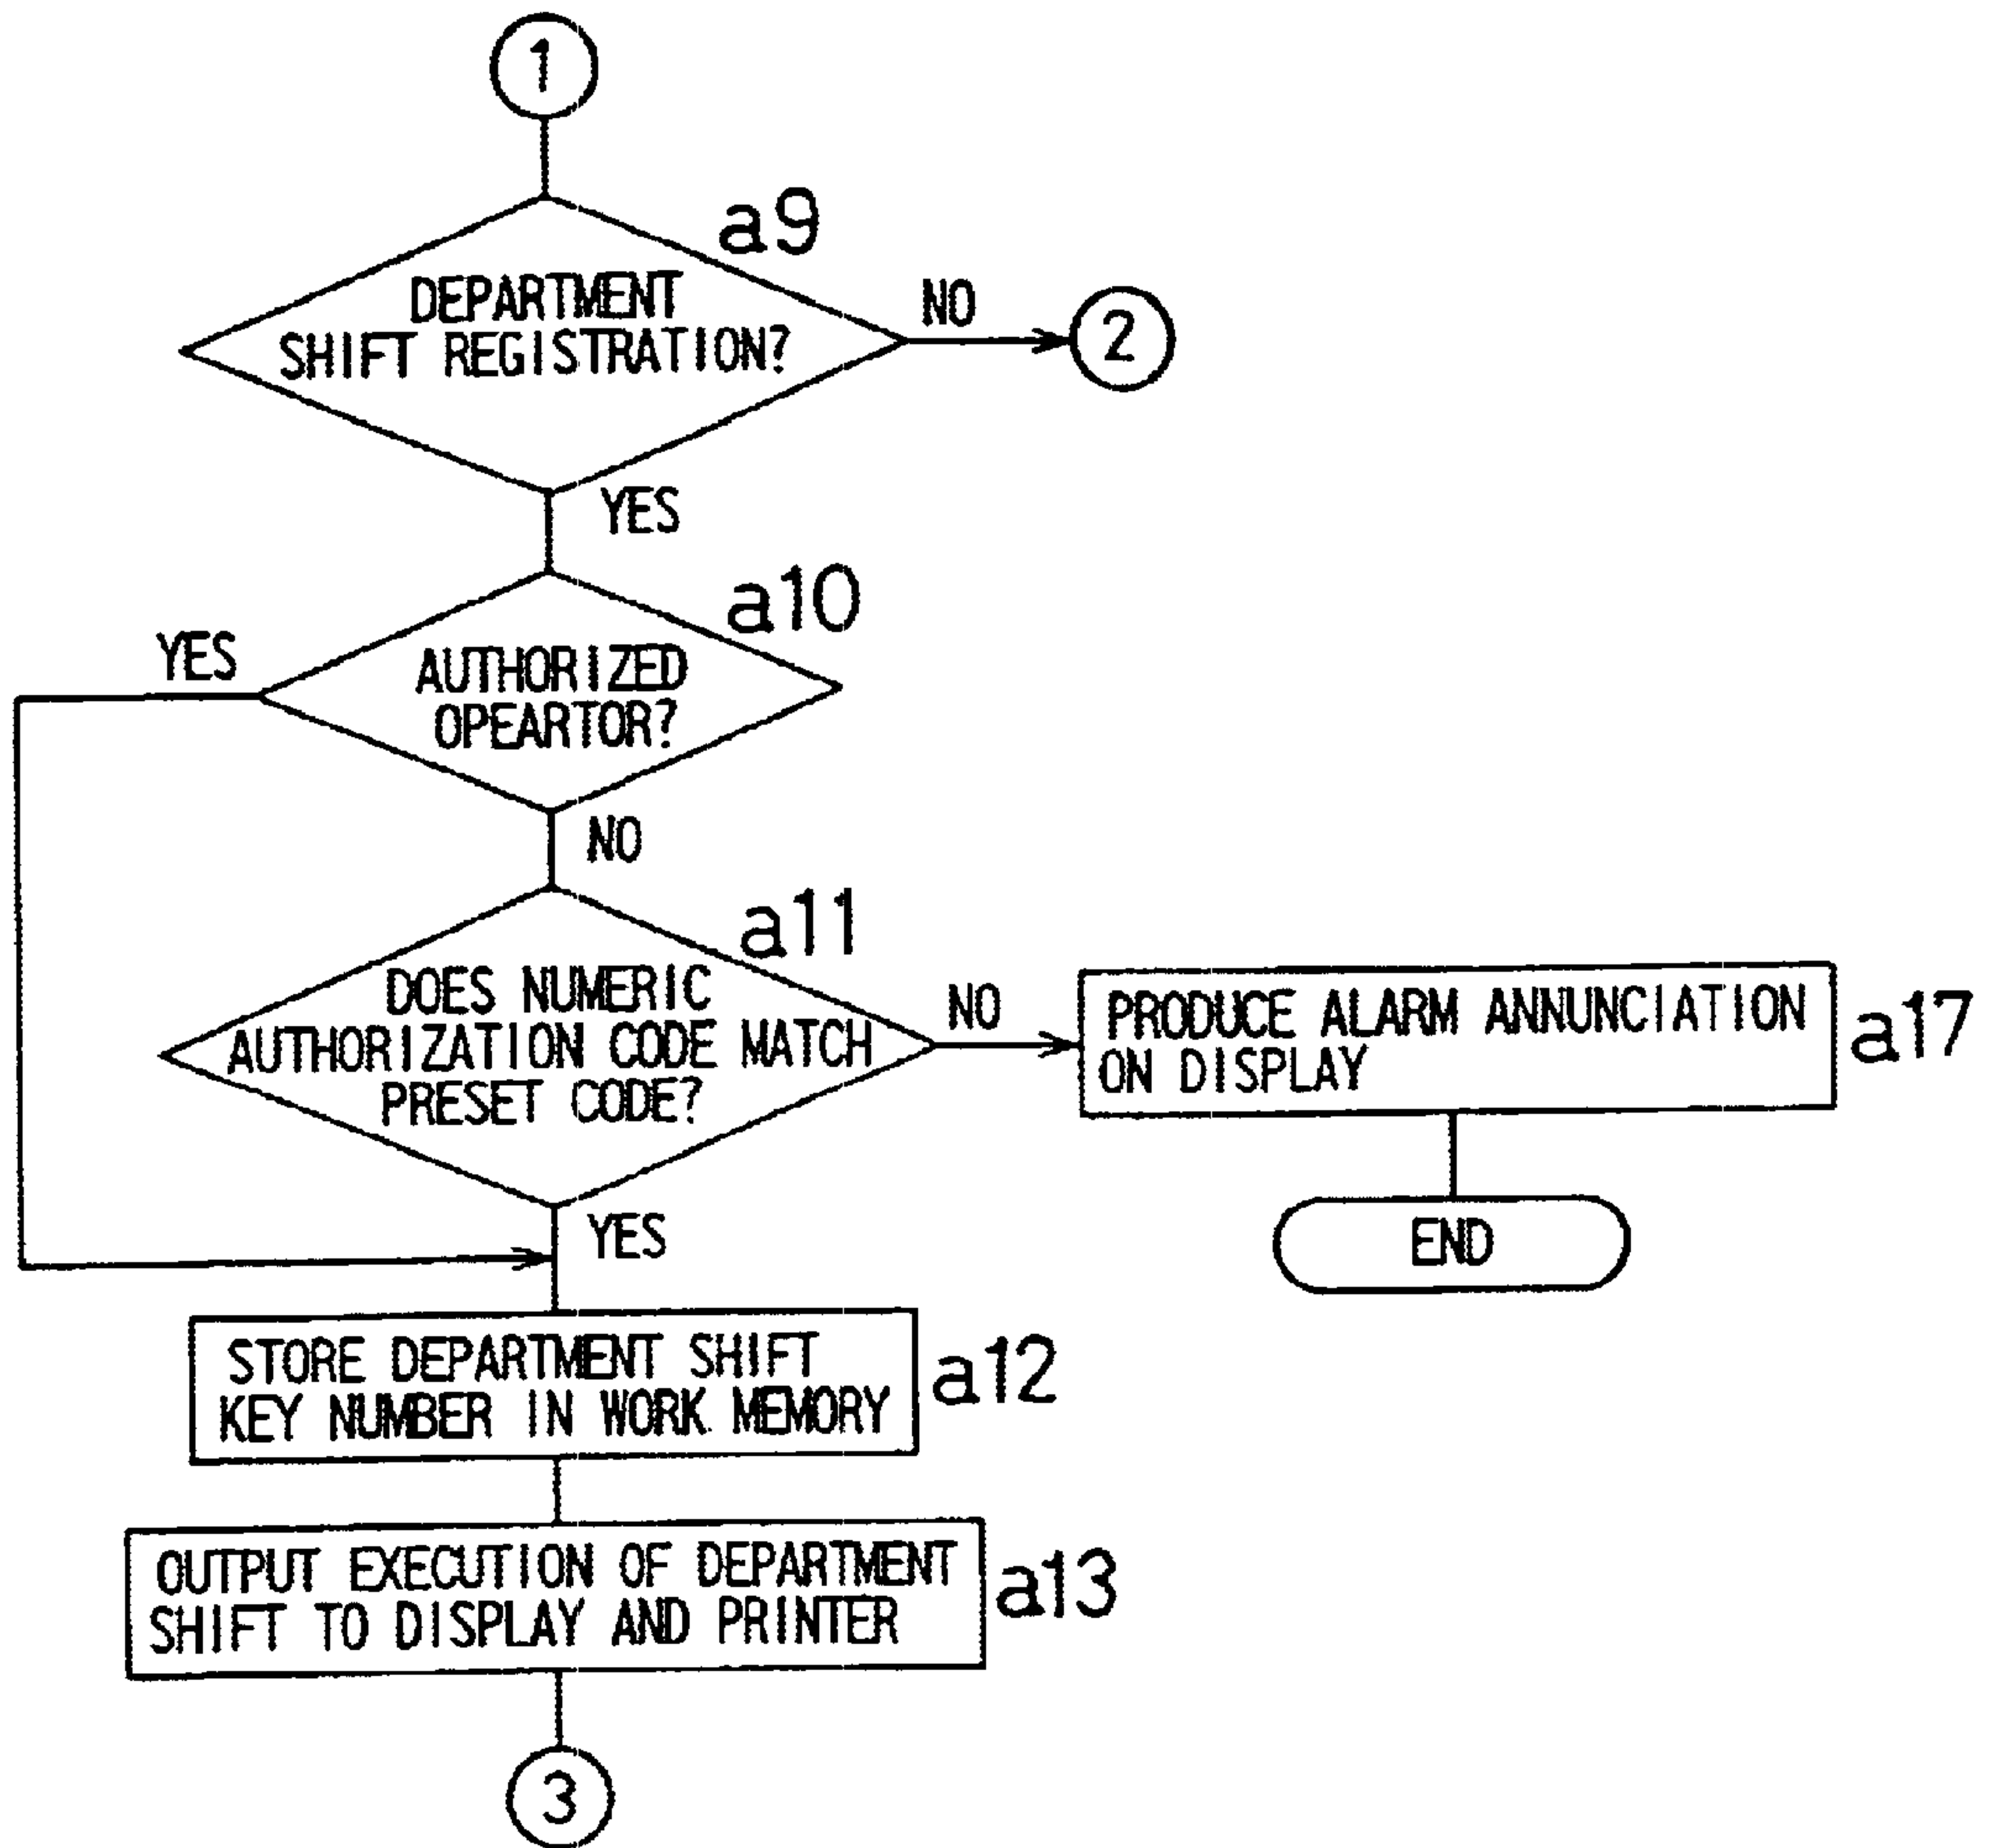 1
a9
DEPARTMENT
SHIFT REGISTRATION?
NO
2
YES
a10
YES
AUTHORIZED
OPEARTOR?
NO
a11
DOES NUMERIC
AUTHORIZATION CODE MATCH
PRESET CODE?
NO
PRODUCE ALARM ANNUNCIATION
ON DISPLAY
a17
END
YES
STORE DEPARTMENT SHIFT
KEY NUMBER IN WORK MEMORY
a12
OUTPUT EXECUTION OF DEPARTMENT
SHIFT TO DISPLAY AND PRINTER
a13
3